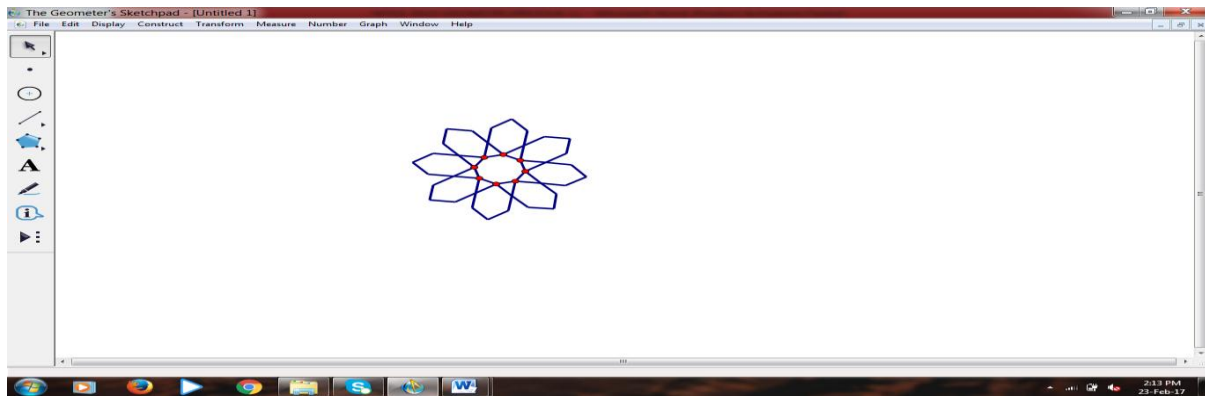 The Geometer's Sketchpad - [Untitled 1]
File Edit Display Construct Transform Measure Number Graph Window Help
A
2:13 PM
23-Feb-17